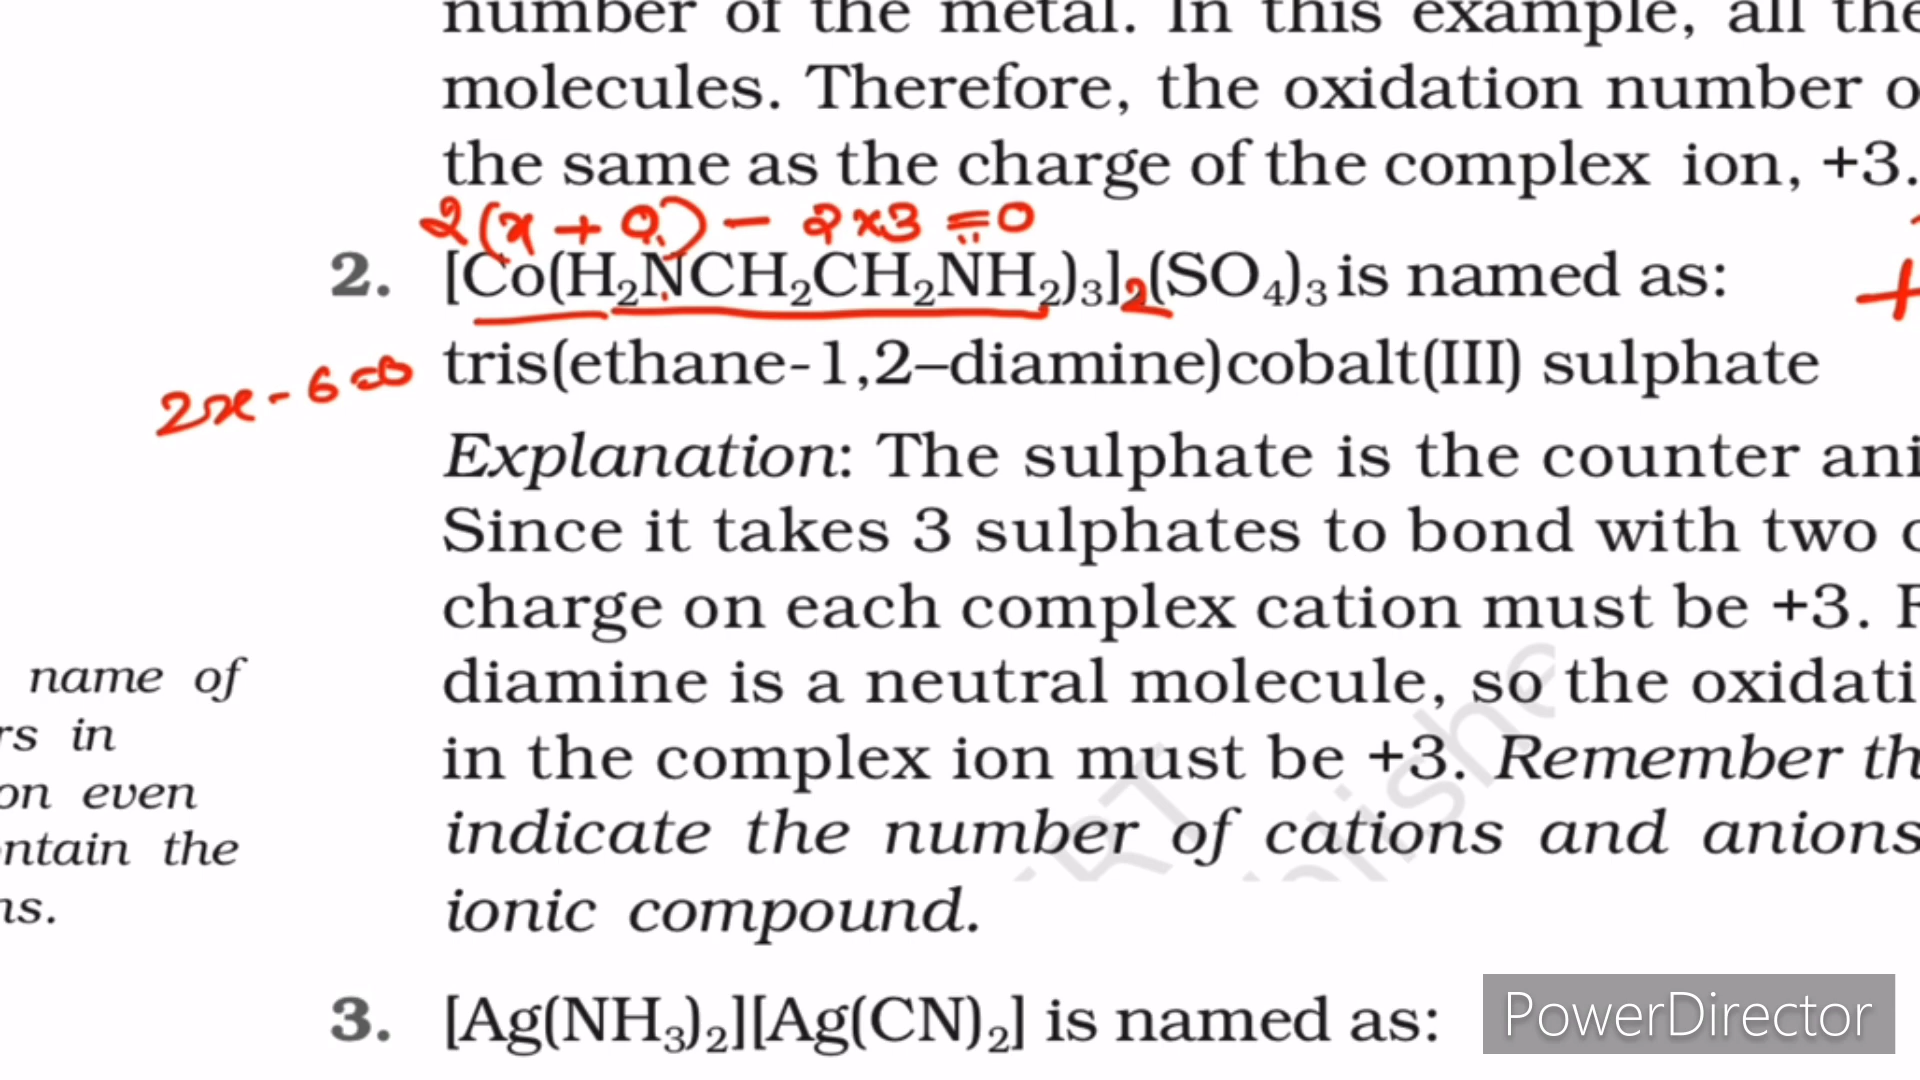 number of the metal. In this example, all the
molecules. Therefore, the oxidation number o
the same as the charge of the complex ion, +3.
2(x + 0) - 2×3 = 0
2. [Co(H₂NCH₂CH₂NH₂)₃]₂(SO₄)₃ is named as:
+
2x - 6 = 0
tris(ethane-1,2–diamine)cobalt(III) sulphate
Explanation: The sulphate is the counter ani
Since it takes 3 sulphates to bond with two c
charge on each complex cation must be +3. F
diamine is a neutral molecule, so the oxidati
in the complex ion must be +3. Remember th
indicate the number of cations and anions
ionic compound.
name of
rs in
on even
ontain the
ns.
3. [Ag(NH₃)₂][Ag(CN)₂] is named as:
PowerDirector